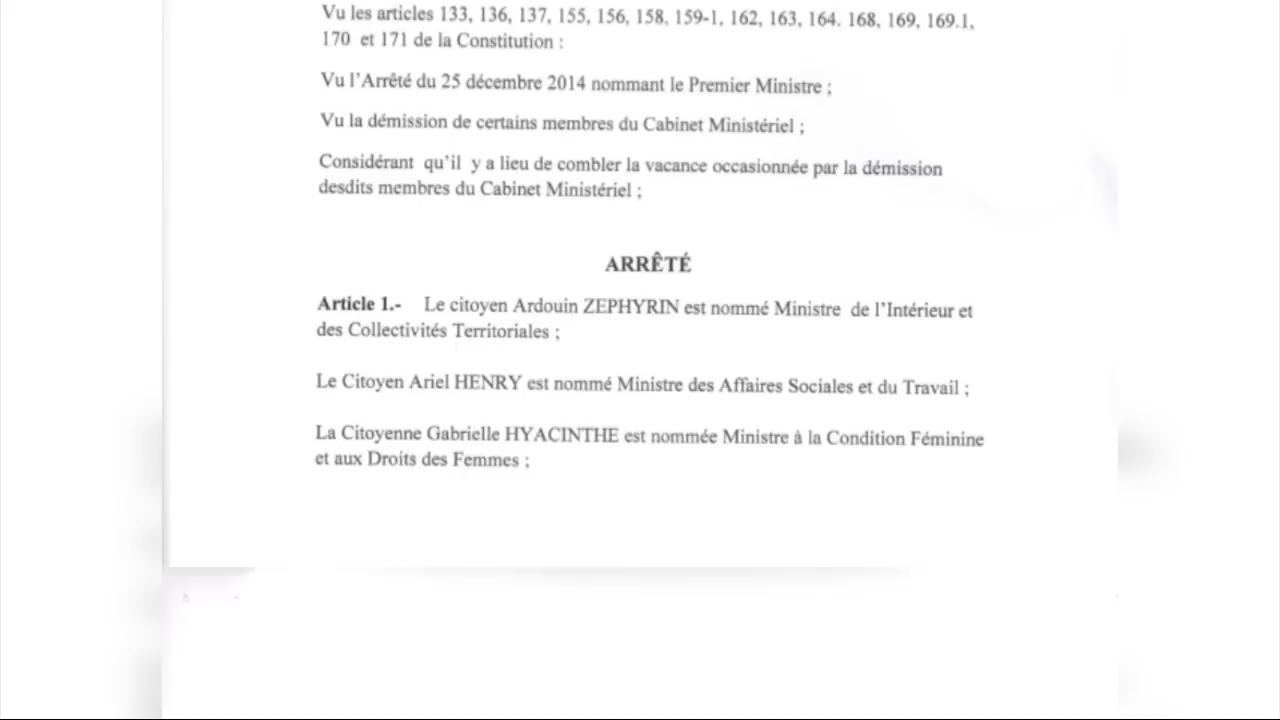 Vu les articles 133, 136, 137, 155, 156, 158, 159-1, 162, 163, 164. 168, 169, 169.1,
170 et 171 de la Constitution :
Vu l'Arrêté du 25 décembre 2014 nommant le Premier Ministre ;
Vu la démission de certains membres du Cabinet Ministériel ;
Considérant qu'il y a lieu de combler la vacance occasionnée par la démission
desdits membres du Cabinet Ministériel ;
ARRÊTÉ
Article 1.- Le citoyen Ardouin ZEPHYRIN est nommé Ministre de l'Intérieur et
des Collectivités Territoriales ;
Le Citoyen Ariel HENRY est nommé Ministre des Affaires Sociales et du Travail ;
La Citoyenne Gabrielle HYACINTHE est nommée Ministre à la Condition Féminine
et aux Droits des Femmes ;